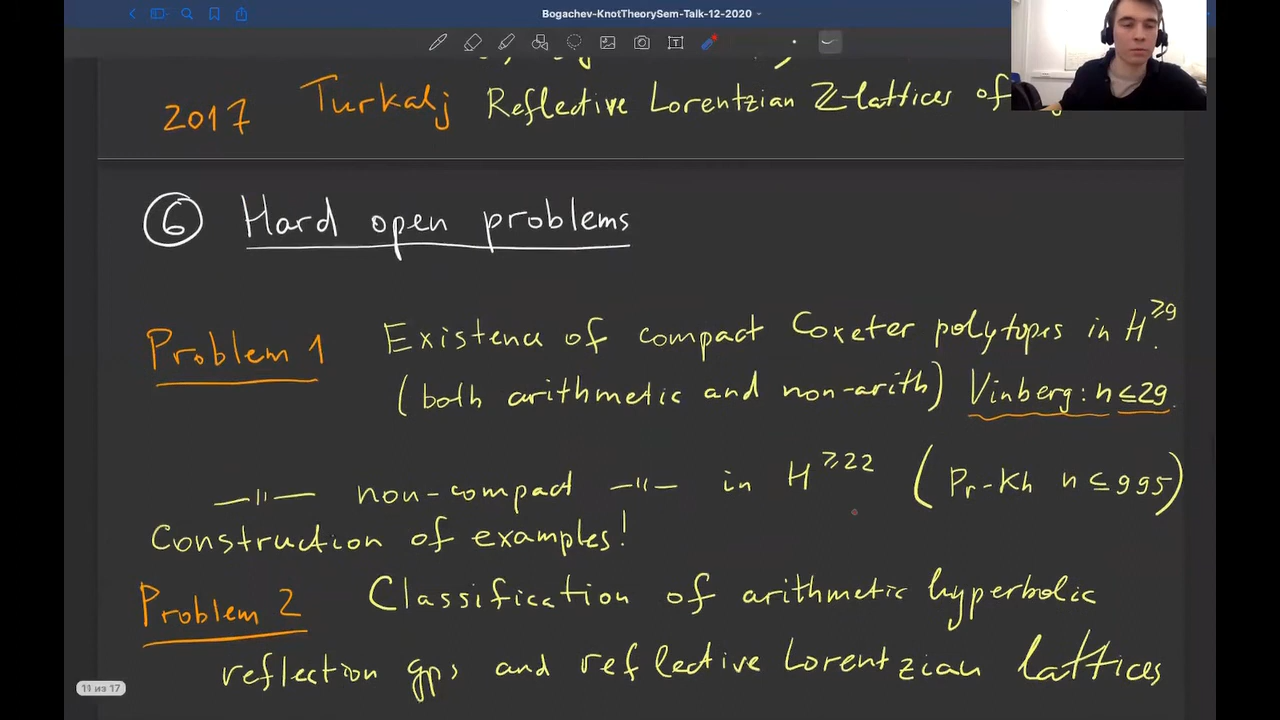 Bogachev-KnotTheorySem-Talk-12-2020
2017 Turkalj Reflective Lorentzian ℤ-lattices of
⑥ Hard open problems
Problem 1 Existence of compact Coxeter polytopes in H^≥9.
(both arithmetic and non-arith) Vinberg: n ≤ 29.
—"— non-compact —"— in H^≥22 (Pr-Kh n ≤ 995)
Construction of examples!
Problem 2 Classification of arithmetic hyperbolic
reflection gps and reflective Lorentzian lattices
11 из 17